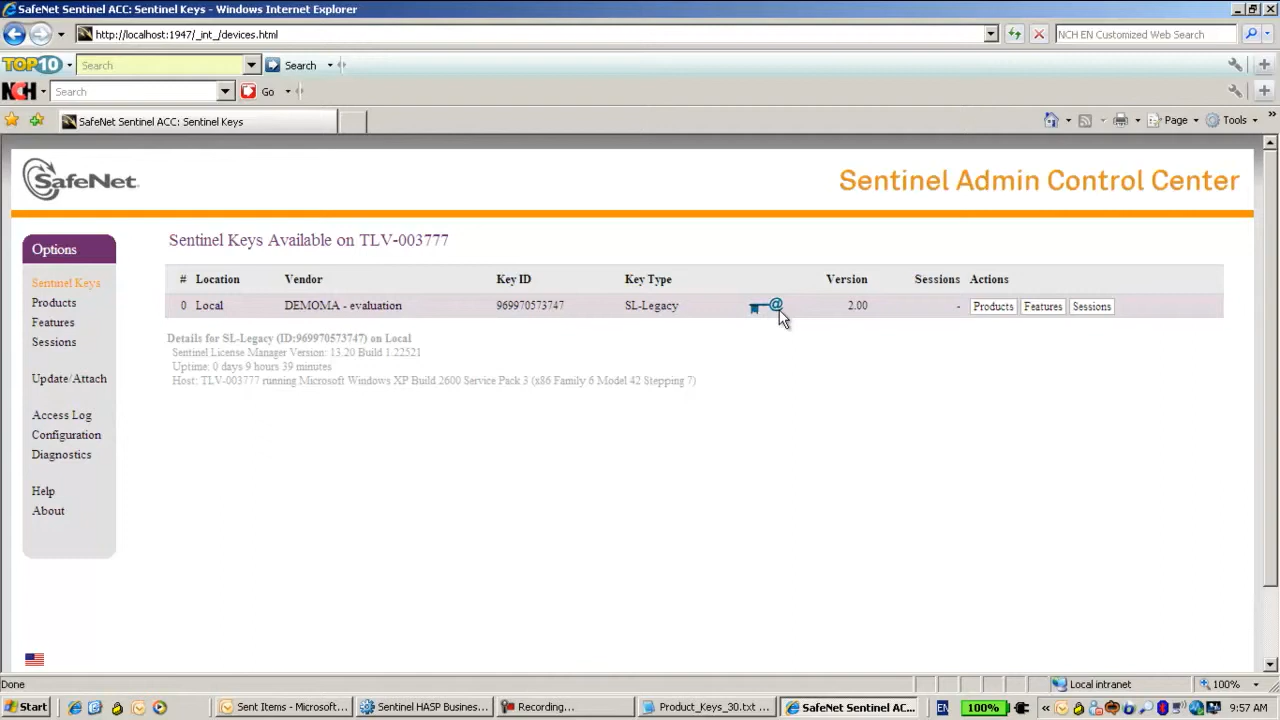 SafeNet Sentinel ACC: Sentinel Keys - Windows Internet Explorer
http://localhost:1947/_int_/devices.html
NCH EN Customized Web Search
TOP10 Search Search
NCH Search Go
SafeNet Sentinel ACC: Sentinel Keys
Page Tools
SafeNet.
Sentinel Admin Control Center
Options
Sentinel Keys
Products
Features
Sessions
Update/Attach
Access Log
Configuration
Diagnostics
Help
About
Sentinel Keys Available on TLV-003777
# Location Vendor Key ID Key Type Version Sessions Actions
0 Local DEMOMA - evaluation 969970573747 SL-Legacy @ 2.00 - Products Features Sessions
Details for SL-Legacy (ID:969970573747) on Local
Sentinel License Manager Version: 13.20 Build 1.22521
Uptime: 0 days 9 hours 39 minutes
Host: TLV-003777 running Microsoft Windows XP Build 2600 Service Pack 3 (x86 Family 6 Model 42 Stepping 7)
Done Local intranet 100%
Start Sent Items - Microsoft... Sentinel HASP Business... Recording... Product_Keys_30.txt ... SafeNet Sentinel AC... EN 100% 9:57 AM